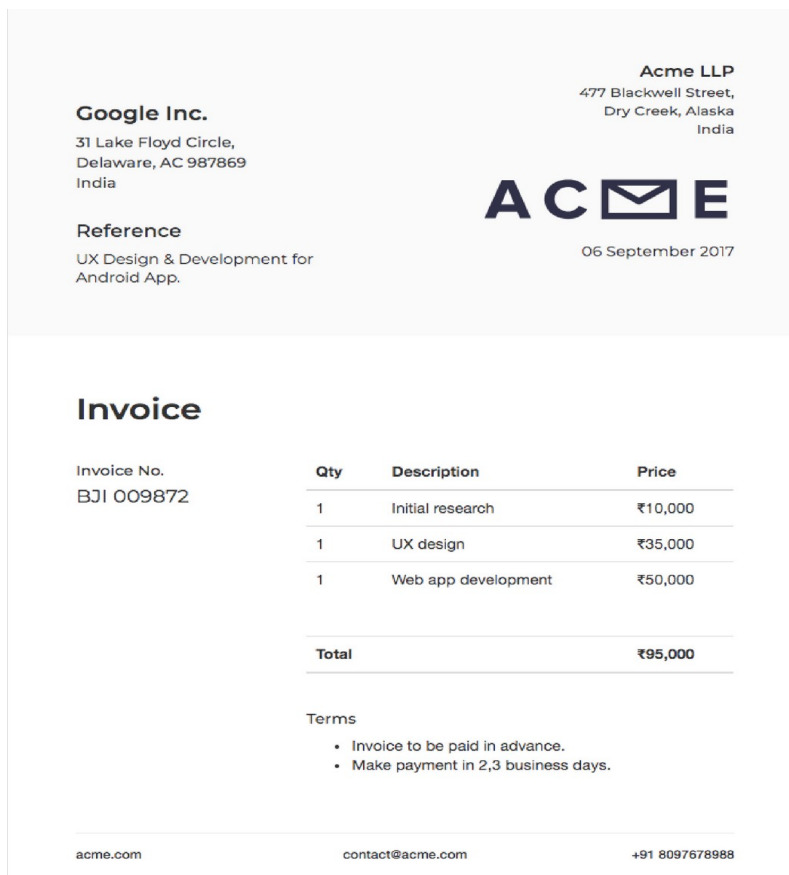 Acme LLP
477 Blackwell Street,
Dry Creek, Alaska
India
Google Inc.
31 Lake Floyd Circle,
Delaware, AC 987869
India
ACME
Reference
UX Design & Development for
Android App.
06 September 2017
Invoice
Invoice No.
BJI 009872
Qty Description Price
1 Initial research ₹10,000
1 UX design ₹35,000
1 Web app development ₹50,000
Total ₹95,000
Terms
• Invoice to be paid in advance.
• Make payment in 2,3 business days.
acme.com contact@acme.com +91 8097678988